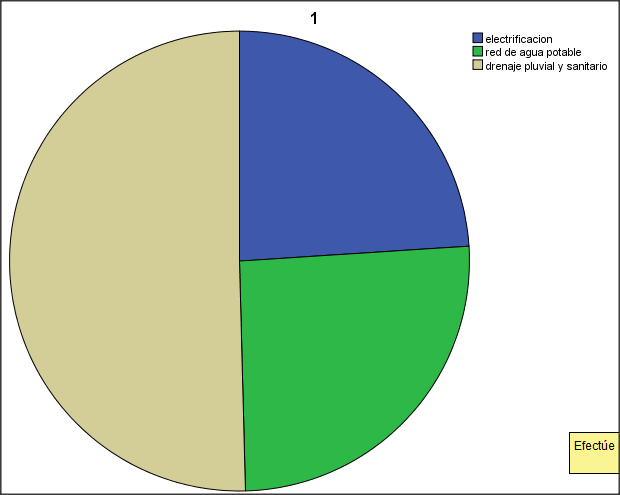 1
electrificacion
red de agua potable
drenaje pluvial y sanitario
Efectúe